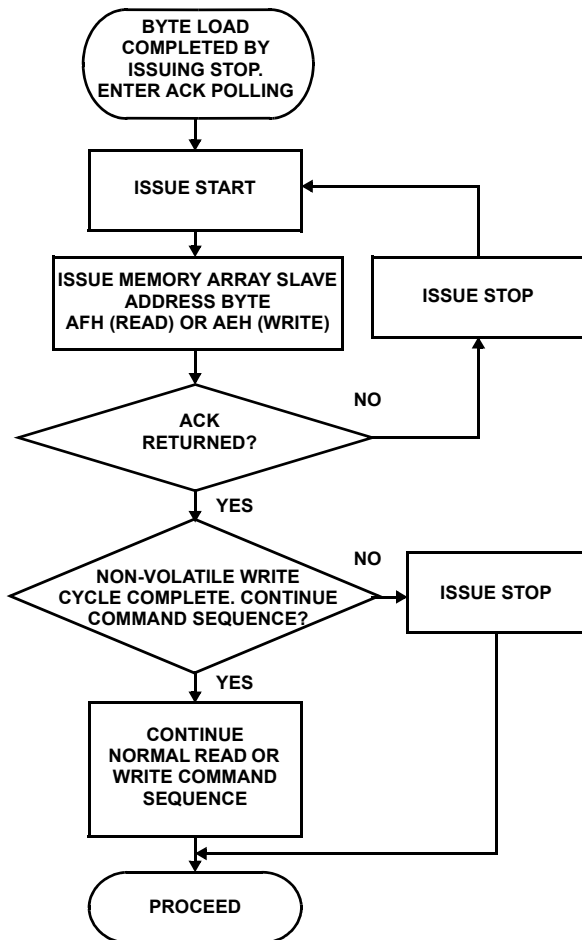 BYTE LOAD
COMPLETED BY
ISSUING STOP.
ENTER ACK POLLING
ISSUE START
ISSUE MEMORY ARRAY SLAVE
ADDRESS BYTE
AFH (READ) OR AEH (WRITE)
ISSUE STOP
ACK
RETURNED?
NO
YES
NON-VOLATILE WRITE
CYCLE COMPLETE. CONTINUE
COMMAND SEQUENCE?
NO
ISSUE STOP
YES
CONTINUE
NORMAL READ OR
WRITE COMMAND
SEQUENCE
PROCEED